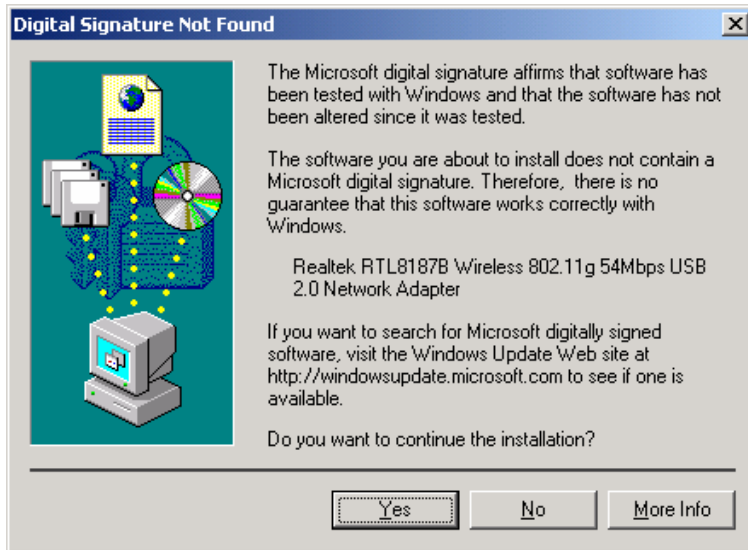 Digital Signature Not Found
The Microsoft digital signature affirms that software has
been tested with Windows and that the software has not
been altered since it was tested.
The software you are about to install does not contain a
Microsoft digital signature. Therefore,  there is no
guarantee that this software works correctly with
Windows.
Realtek RTL8187B Wireless 802.11g 54Mbps USB
2.0 Network Adapter
If you want to search for Microsoft digitally signed
software, visit the Windows Update Web site at
http://windowsupdate.microsoft.com to see if one is
available.
Do you want to continue the installation?
Yes No More Info